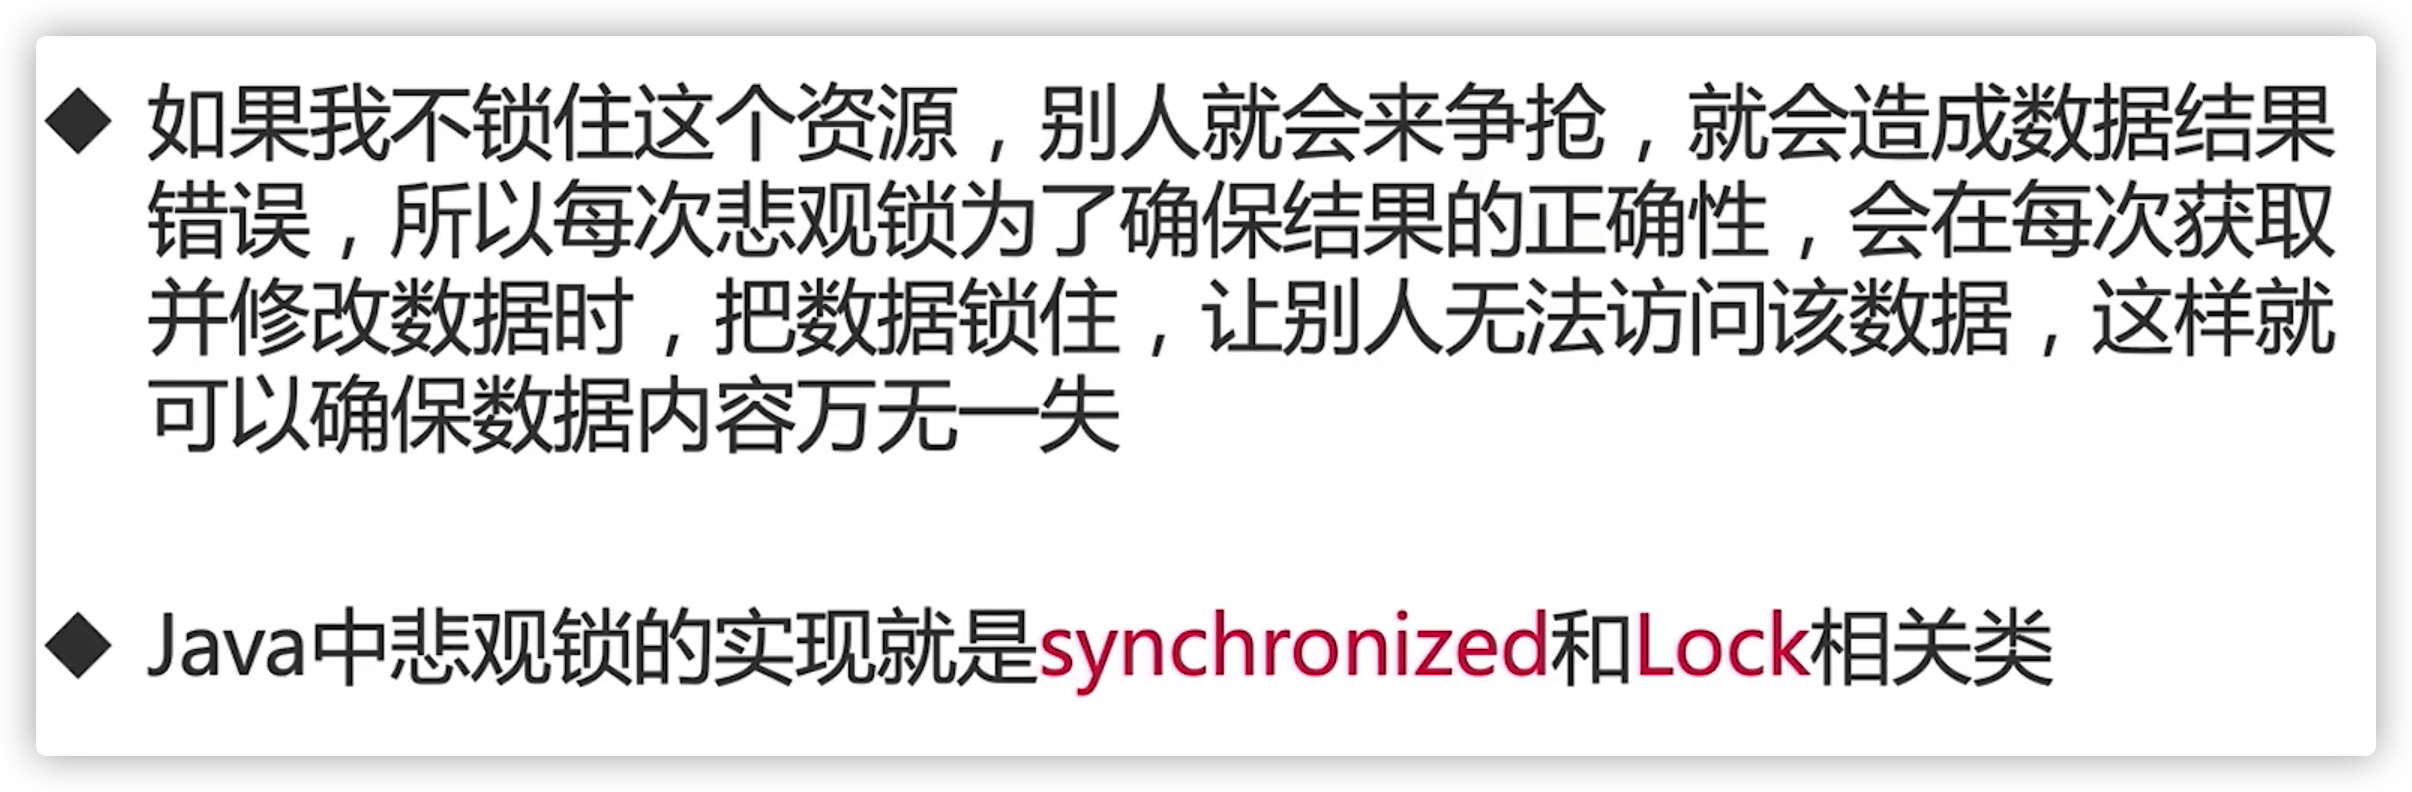 ◆ 如果我不锁住这个资源，别人就会来争抢，就会造成数据结果
错误，所以每次悲观锁为了确保结果的正确性，会在每次获取
并修改数据时，把数据锁住，让别人无法访问该数据，这样就
可以确保数据内容万无一失
◆ Java中悲观锁的实现就是synchronized和Lock相关类